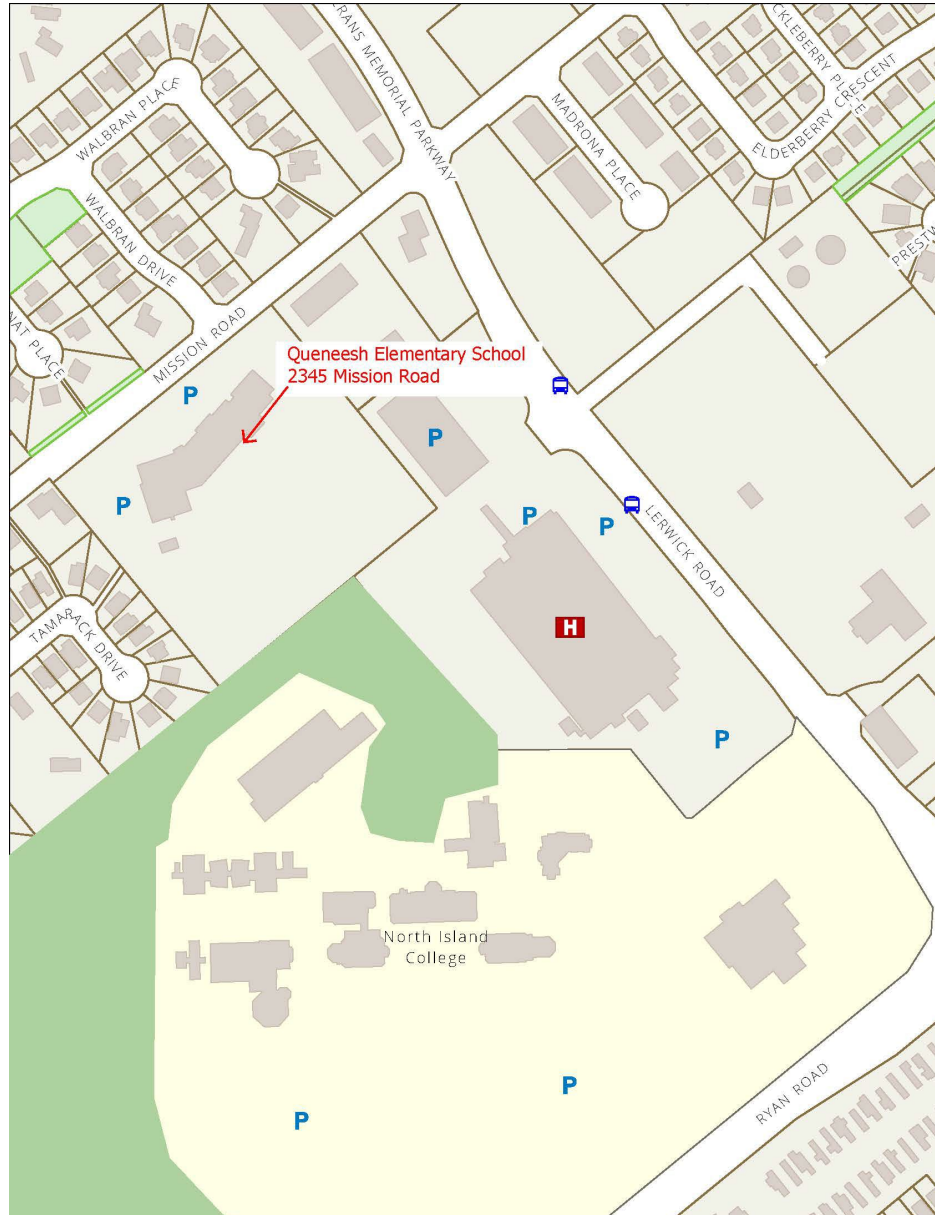 RANS MEMORIAL PARKWAY
CKLEBERRY PLACE
ELDERBERRY CRESCENT
WALBRAN PLACE
MADRONA PLACE
WALBRAN DRIVE
PRESTW
NAT PLACE
MISSION ROAD
Queneesh Elementary School
2345 Mission Road
P
P
P
P
P
LERWICK ROAD
H
TAMARACK DRIVE
P
North Island
College
P
P
RYAN ROAD